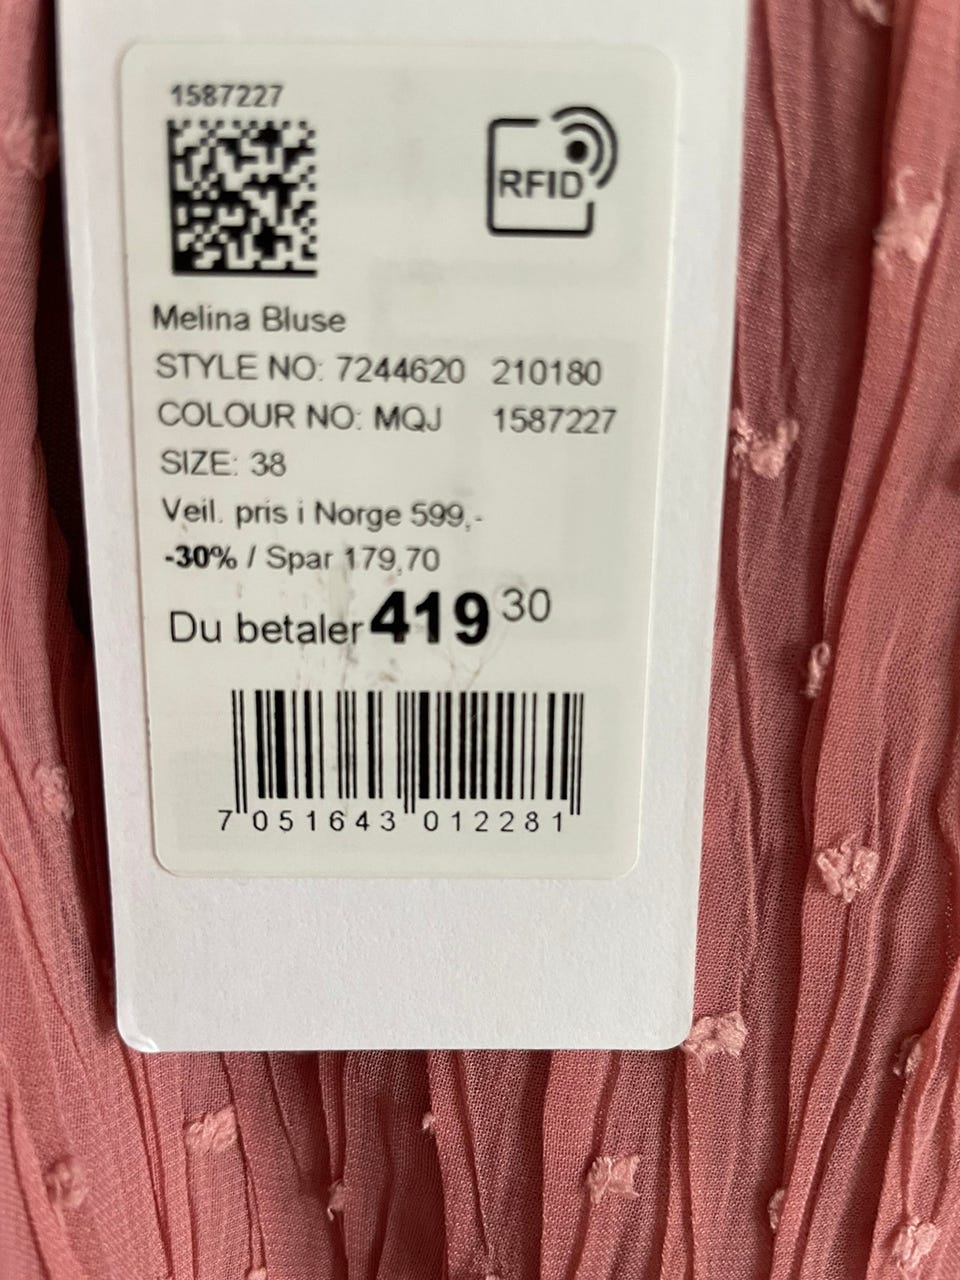 1587227
RFID
Melina Bluse
STYLE NO: 7244620 210180
COLOUR NO: MQJ 1587227
SIZE: 38
Veil. pris i Norge 599,-
-30% / Spar 179,70
Du betaler 419 30
7 051643 012281